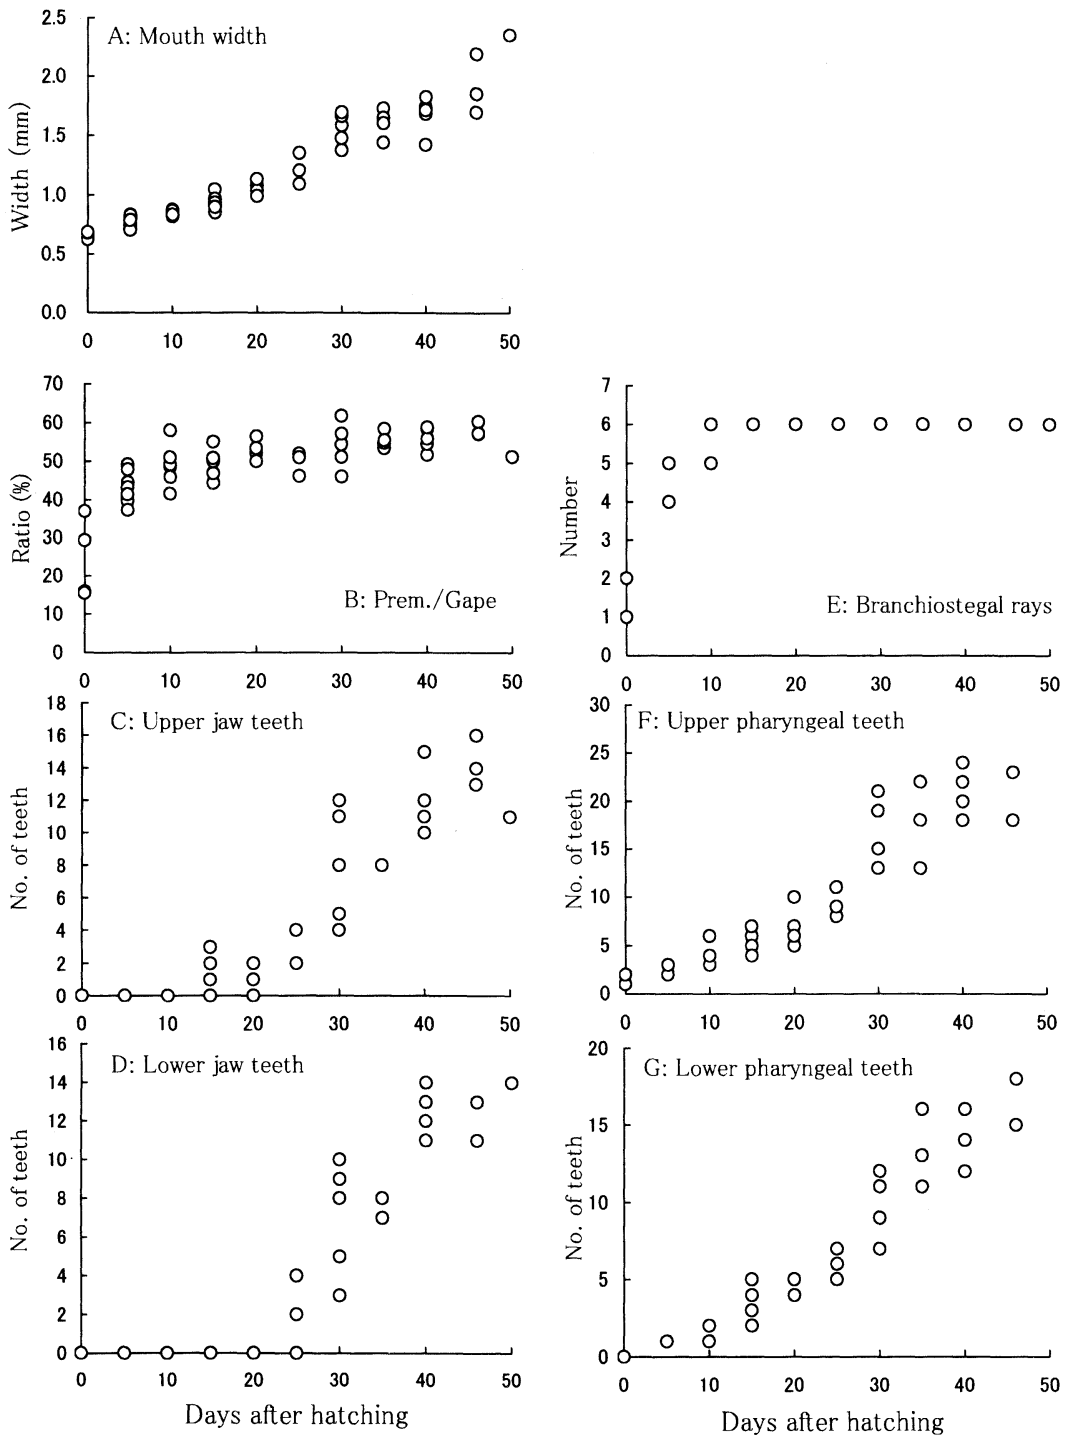 A: Mouth width
Width (mm)
2.5
2.0
1.5
1.0
0.5
0.0
0 10 20 30 40 50
B: Prem./Gape
Ratio (%)
70
60
50
40
30
20
10
0
0 10 20 30 40 50
C: Upper jaw teeth
No. of teeth
18
16
14
12
10
8
6
4
2
0
0 10 20 30 40 50
D: Lower jaw teeth
No. of teeth
16
14
12
10
8
6
4
2
0
0 10 20 30 40 50
Days after hatching
E: Branchiostegal rays
Number
7
6
5
4
3
2
1
0
0 10 20 30 40 50
F: Upper pharyngeal teeth
No. of teeth
30
25
20
15
10
5
0
0 10 20 30 40 50
G: Lower pharyngeal teeth
No. of teeth
20
15
10
5
0
0 10 20 30 40 50
Days after hatching